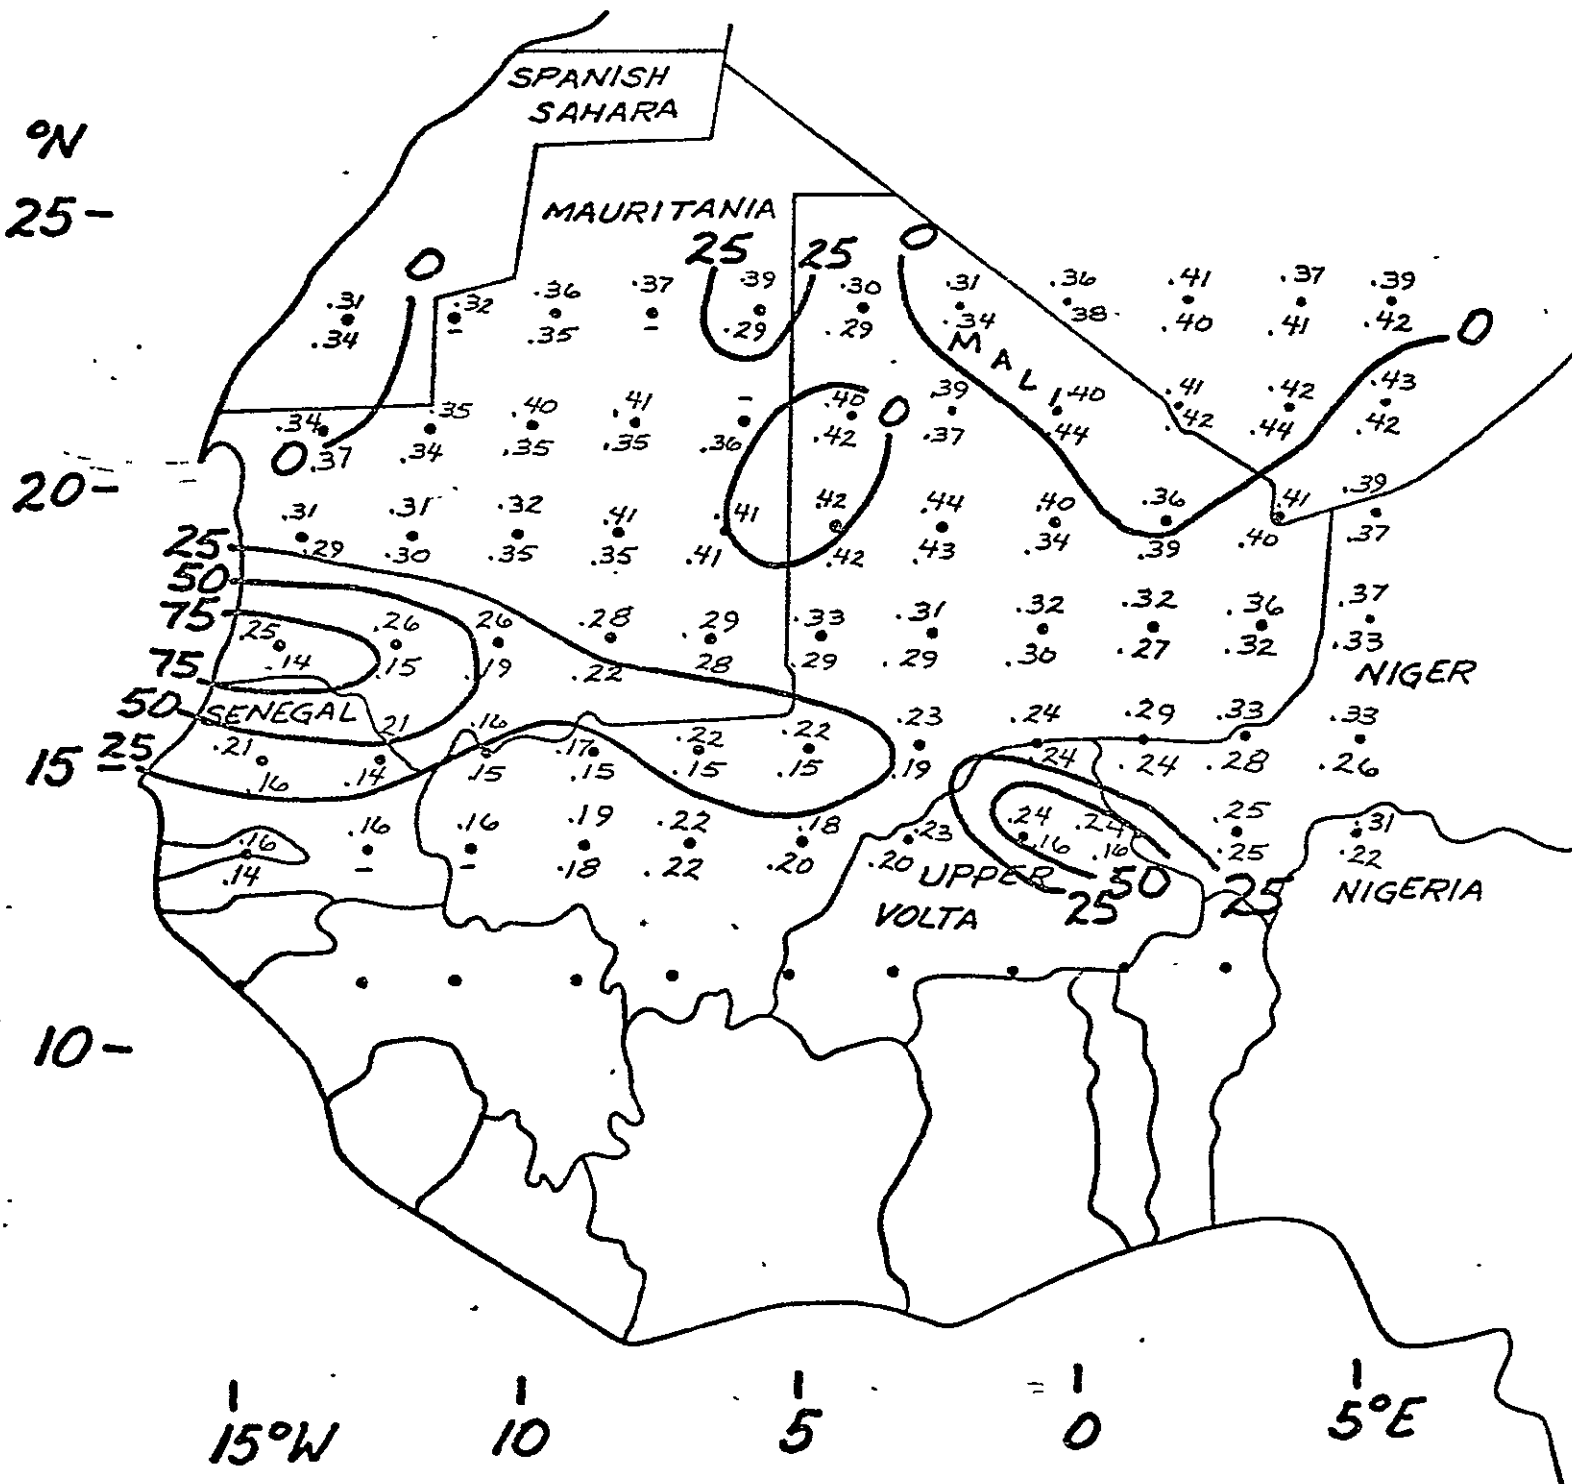 SPANISH
SAHARA
°N
25-
MAURITANIA
25 25 0
0
.31 .32 .36 .37 .39 .30 .31 .36 .41 .37 .39
.34 - .35 - .29 .29 .34 .38 .40 .41 .42
0
MALI
.34 .35 .40 .41 - .40 .39 .40 .41 .42 .43
0
.37 .34 .35 .35 .36 .42 .37 .44 .42 .44 .42
0
20-
.31 .31 .32 .41 .41 .42 .44 .40 .36 .41 .39
.29 .30 .35 .35 .41 .42 .43 .34 .39 .40 .37
25
50
75
.25 .26 .26 .28 .29 .33 .31 .32 .32 .36 .37
.14 .15 .19 .22 28 .29 .29 .30 .27 .32 .33
75
NIGER
50
SENEGAL
.21 .21 .16 .17 .22 .22 .23 .24 .29 .33 .33
.16 .14 .15 .15 .15 .15 .19 .24 .24 .28 .26
15
25
.16 .16 .16 .19 .22 .18 .23 .24 .24 .25 .31
.14 - - .18 .22 .20 .20 .16 .16 .25 .22
UPPER
VOLTA
50
25
25
NIGERIA
10-
15°W 10 5 0 5°E